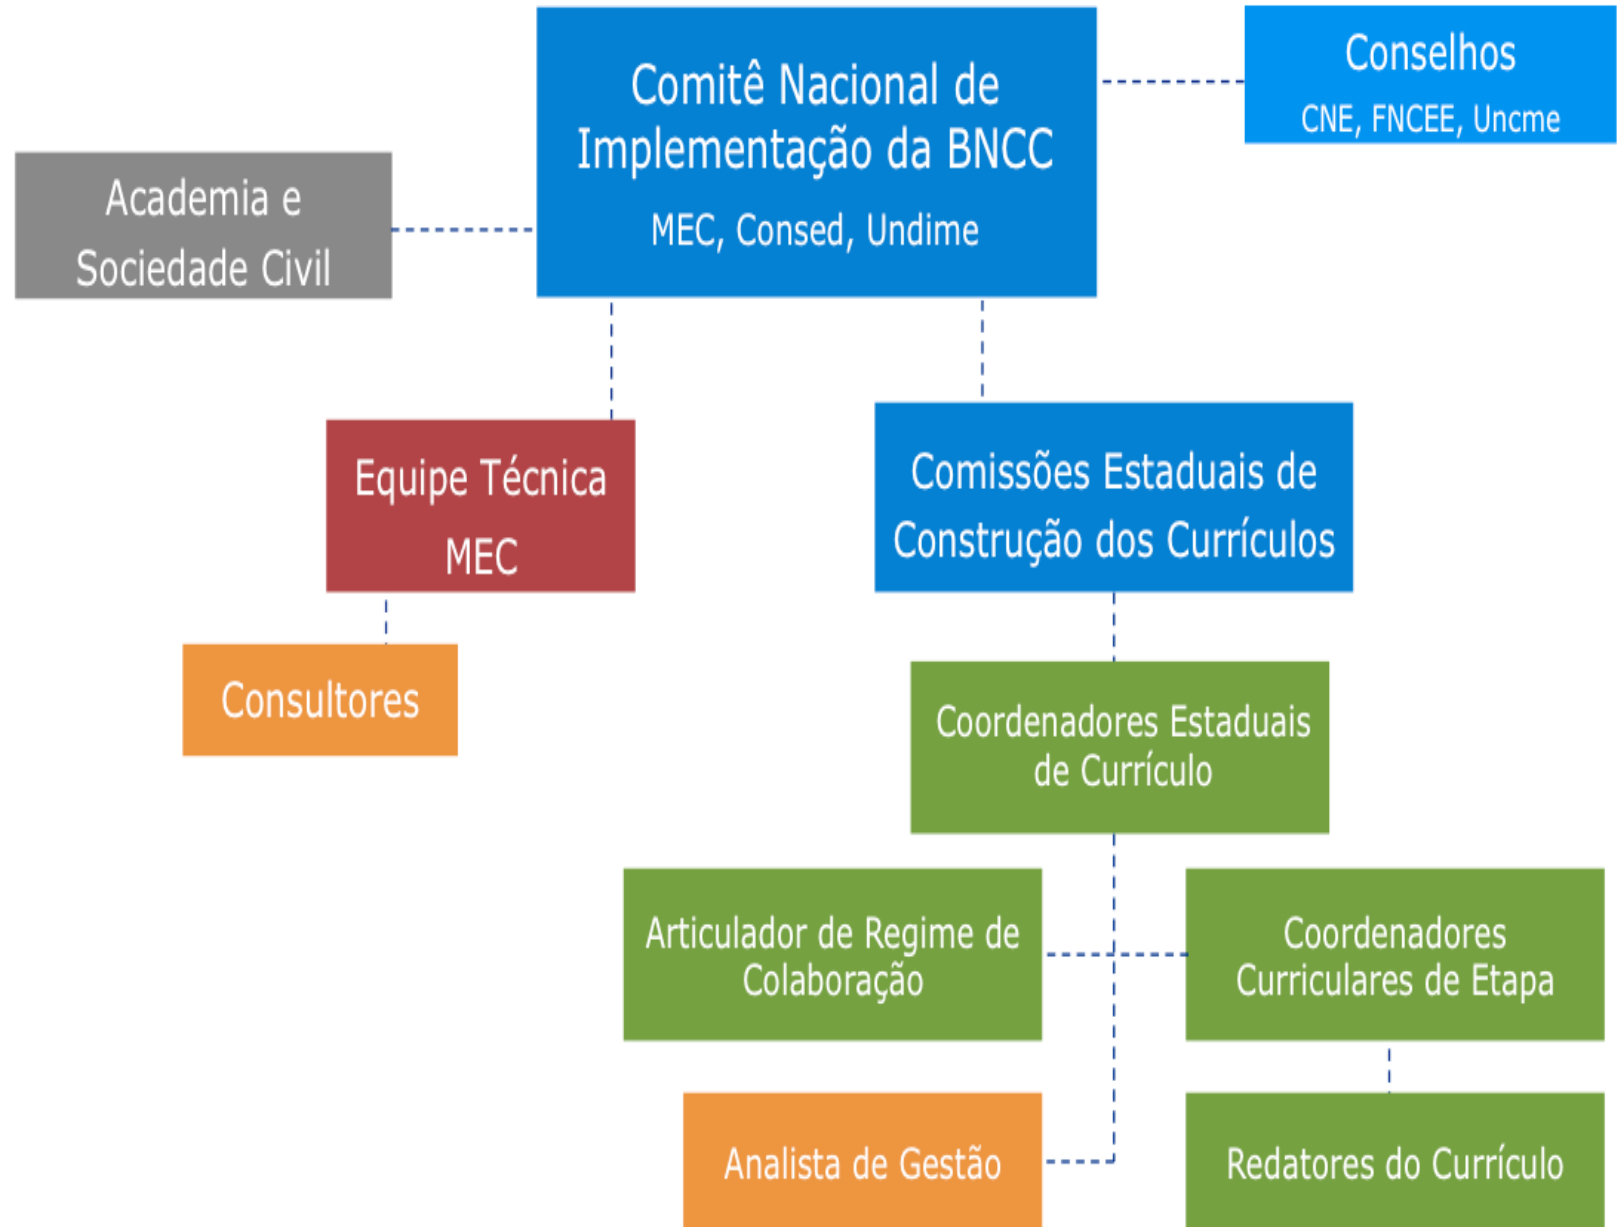 Comitê Nacional de
Implementação da BNCC
MEC, Consed, Undime
Conselhos
CNE, FNCEE, Uncme
Academia e
Sociedade Civil
Equipe Técnica
MEC
Comissões Estaduais de
Construção dos Currículos
Consultores
Coordenadores Estaduais
de Currículo
Articulador de Regime de
Colaboração
Coordenadores
Curriculares de Etapa
Analista de Gestão
Redatores do Currículo